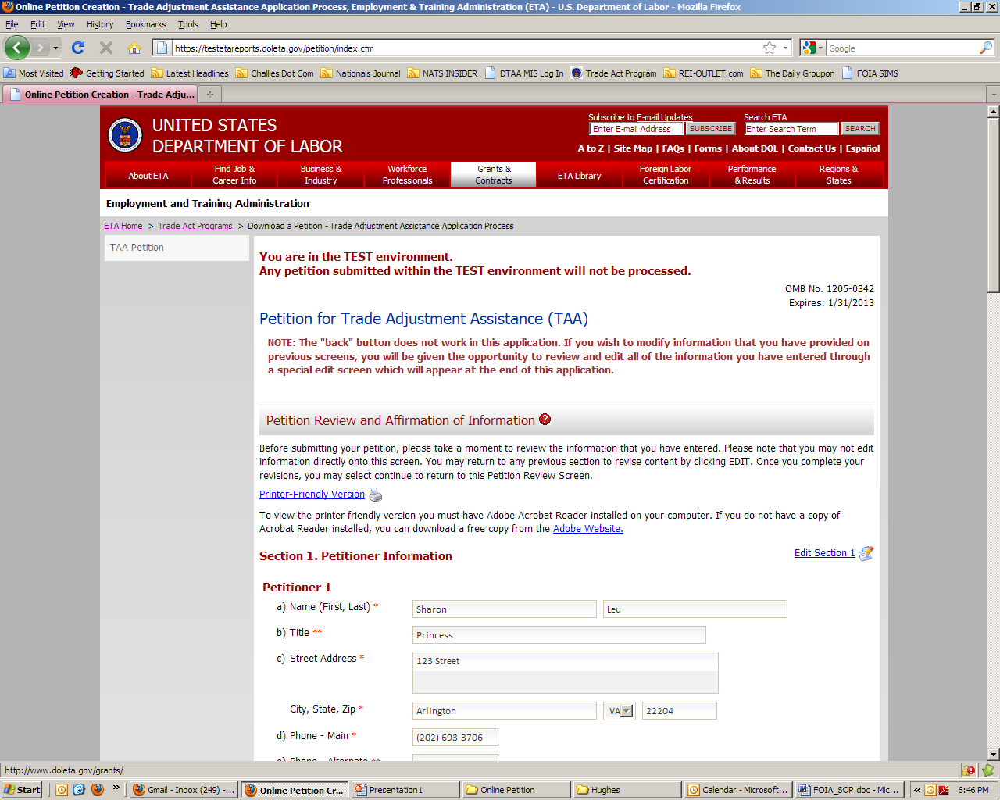 Online Petition Creation - Trade Adjustment Assistance Application Process, Employment & Training Administration (ETA) - U.S. Department of Labor - Mozilla Firefox
File Edit View History Bookmarks Tools Help
https://testetareports.doleta.gov/petition/index.cfm
Google
Most Visited Getting Started Latest Headlines Challies Dot Com Nationals Journal NATS INSIDER DTAA MIS Log In Trade Act Program REI-OUTLET.com The Daily Groupon FOIA SIMS
Online Petition Creation - Trade Adju...
Subscribe to E-mail Updates Search ETA
Enter E-mail Address SUBSCRIBE Enter Search Term SEARCH
UNITED STATES
DEPARTMENT OF LABOR
A to Z | Site Map | FAQs | Forms | About DOL | Contact Us | Español
About ETA Find Job & Career Info Business & Industry Workforce Professionals Grants & Contracts ETA Library Foreign Labor Certification Performance & Results Regions & States
Employment and Training Administration
ETA Home > Trade Act Programs > Download a Petition - Trade Adjustment Assistance Application Process
TAA Petition
You are in the TEST environment.
Any petition submitted within the TEST environment will not be processed.
OMB No. 1205-0342
Expires: 1/31/2013
Petition for Trade Adjustment Assistance (TAA)
NOTE: The "back" button does not work in this application. If you wish to modify information that you have provided on
previous screens, you will be given the opportunity to review and edit all of the information you have entered through
a special edit screen which will appear at the end of this application.
Petition Review and Affirmation of Information ?
Before submitting your petition, please take a moment to review the information that you have entered. Please note that you may not edit
information directly onto this screen. You may return to any previous section to revise content by clicking EDIT. Once you complete your
revisions, you may select continue to return to this Petition Review Screen.
Printer-Friendly Version
To view the printer friendly version you must have Adobe Acrobat Reader installed on your computer. If you do not have a copy of
Acrobat Reader installed, you can download a free copy from the Adobe Website.
Section 1. Petitioner Information Edit Section 1
Petitioner 1
a) Name (First, Last) * Sharon Leu
b) Title ** Princess
c) Street Address * 123 Street
City, State, Zip * Arlington VA 22204
d) Phone - Main * (202) 693-3706
e) Phone - Alternate **
http://www.doleta.gov/grants/
Start » Gmail - Inbox (249) -... Online Petition Cr... Presentation1 Online Petition Hughes Calendar - Microsoft... FOIA_SOP.doc - Mic... « 6:46 PM